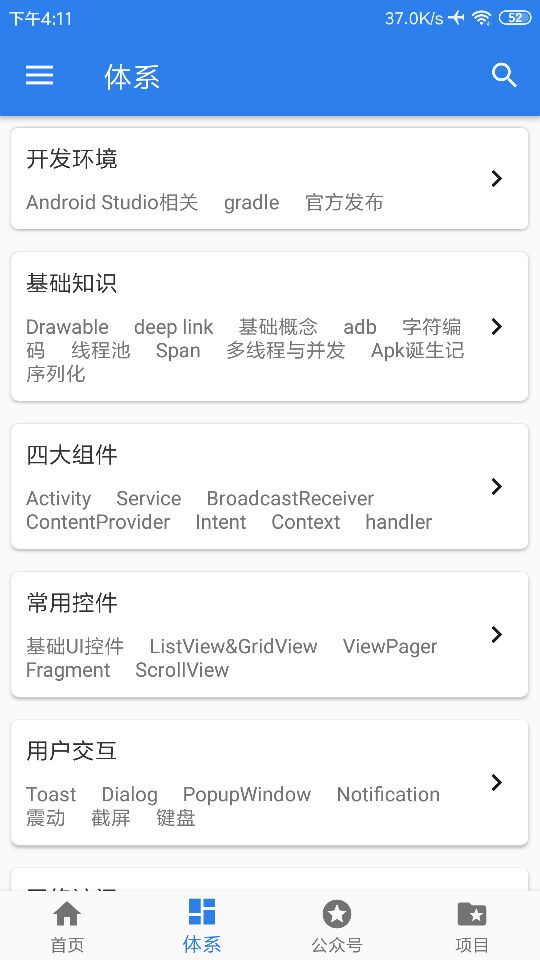 下午4:11 37.0K/s 52
体系
开发环境
Android Studio相关 gradle 官方发布
基础知识
Drawable deep link 基础概念 adb 字符编
码 线程池 Span 多线程与并发 Apk诞生记
序列化
四大组件
Activity Service BroadcastReceiver
ContentProvider Intent Context handler
常用控件
基础UI控件 ListView&GridView ViewPager
Fragment ScrollView
用户交互
Toast Dialog PopupWindow Notification
震动 截屏 键盘
首页 体系 公众号 项目